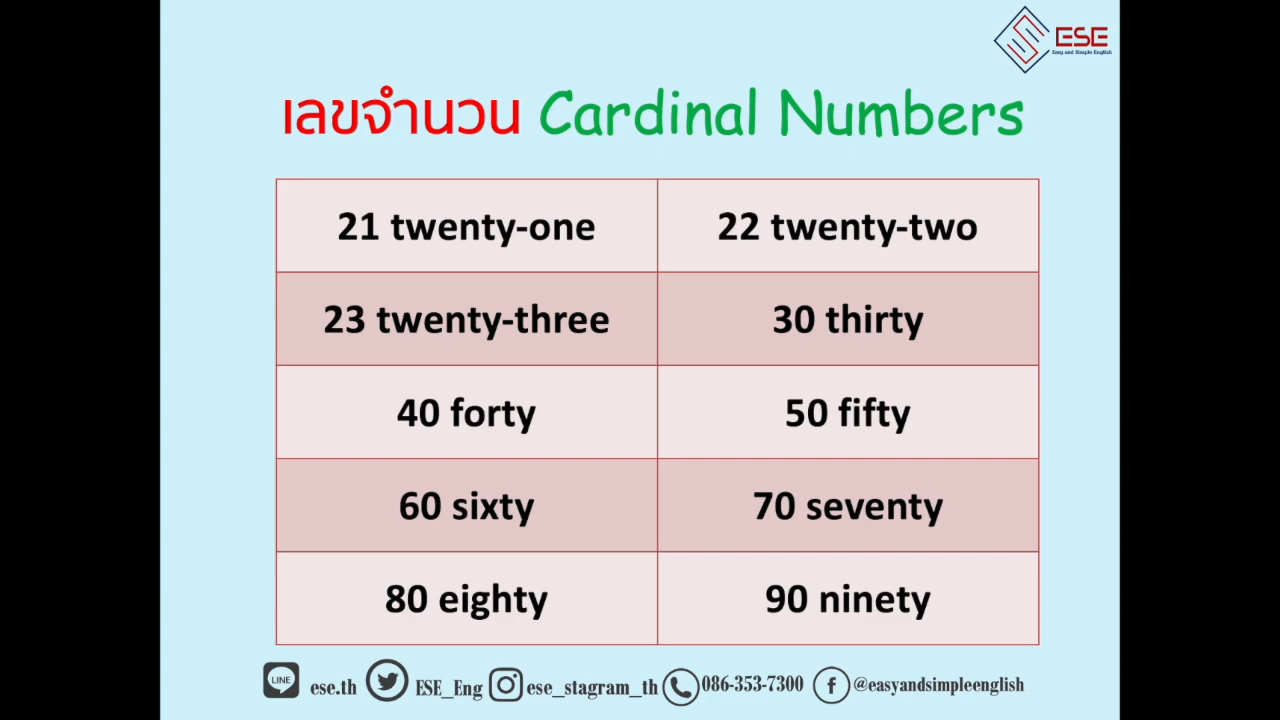 ESE
Easy and Simple English
เลขจำนวน Cardinal Numbers
21 twenty-one 22 twenty-two
23 twenty-three 30 thirty
40 forty 50 fifty
60 sixty 70 seventy
80 eighty 90 ninety
LINE ese.th ESE_Eng ese_stagram_th 086-353-7300 f @easyandsimpleenglish